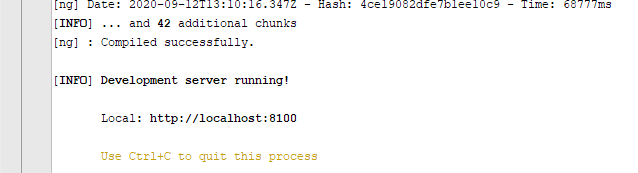 [ng] Date: 2020-09-12T13:10:16.347Z - Hash: 4ce19082dfe7b1ee10c9 - Time: 68777ms
[INFO] ... and 42 additional chunks
[ng] : Compiled successfully.
[INFO] Development server running!
Local: http://localhost:8100
Use Ctrl+C to quit this process